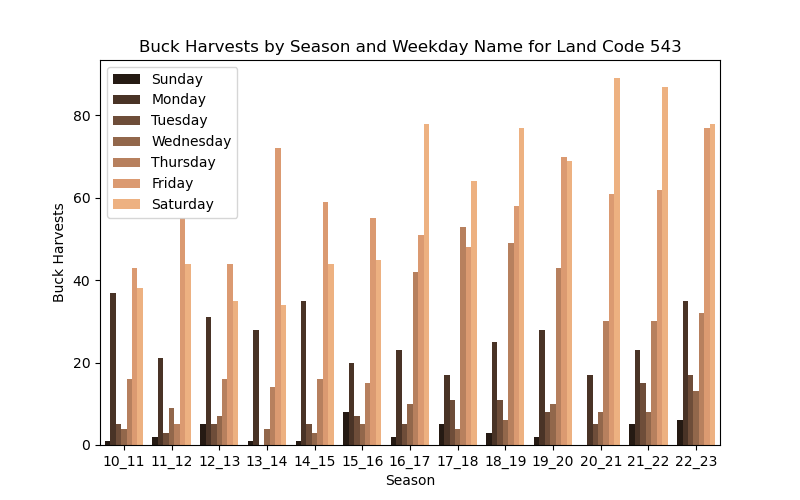 Buck Harvests by Season and Weekday Name for Land Code 543
Sunday
Monday
Tuesday
Wednesday
Thursday
Friday
Saturday
80
60
40
20
0
Buck Harvests
10_11 11_12 12_13 13_14 14_15 15_16 16_17 17_18 18_19 19_20 20_21 21_22 22_23
Season